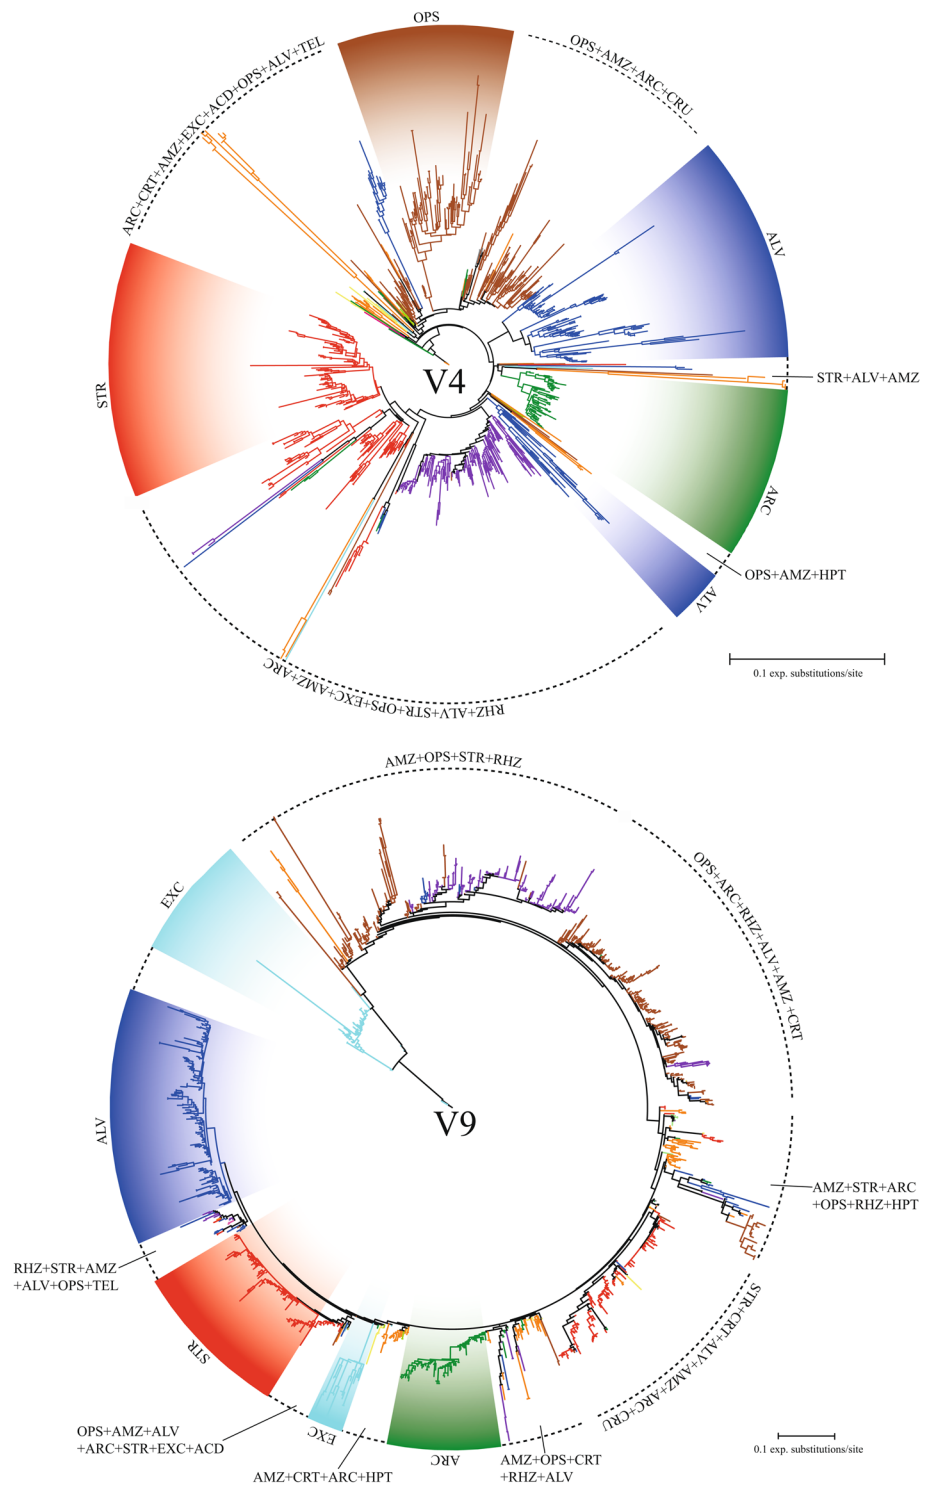 OPS
OPS+AMZ+ARC+CRU
ARC+CRT+AMZ+EXC+ACD+OPS+ALV+TEL
ALV
STR
V4
STR+ALV+AMZ
ARC
OPS+AMZ+HPT
ALV
RHZ+ALV+STR+OPS+EXC+AMZ+ARC
0.1 exp. substitutions/site
AMZ+OPS+STR+RHZ
EXC
OPS+ARC+RHZ+ALV+AMZ +CRT
ALV
V9
AMZ+STR+ARC
+OPS+RHZ+HPT
RHZ+STR+AMZ
+ALV+OPS+TEL
STR
STR+CRT+ALV+AMZ+ARC+CRU
OPS+AMZ+ALV
+ARC+STR+EXC+ACD
EXC
ARC
AMZ+CRT+ARC+HPT
AMZ+OPS+CRT
+RHZ+ALV
0.1 exp. substitutions/site